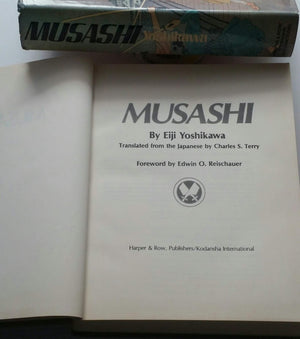 MUSASHI Yoshikawa
MUSASHI
By Eiji Yoshikawa
Translated from the Japanese by Charles S. Terry
Foreword by Edwin O. Reischauer
Harper & Row, Publishers/Kodansha International